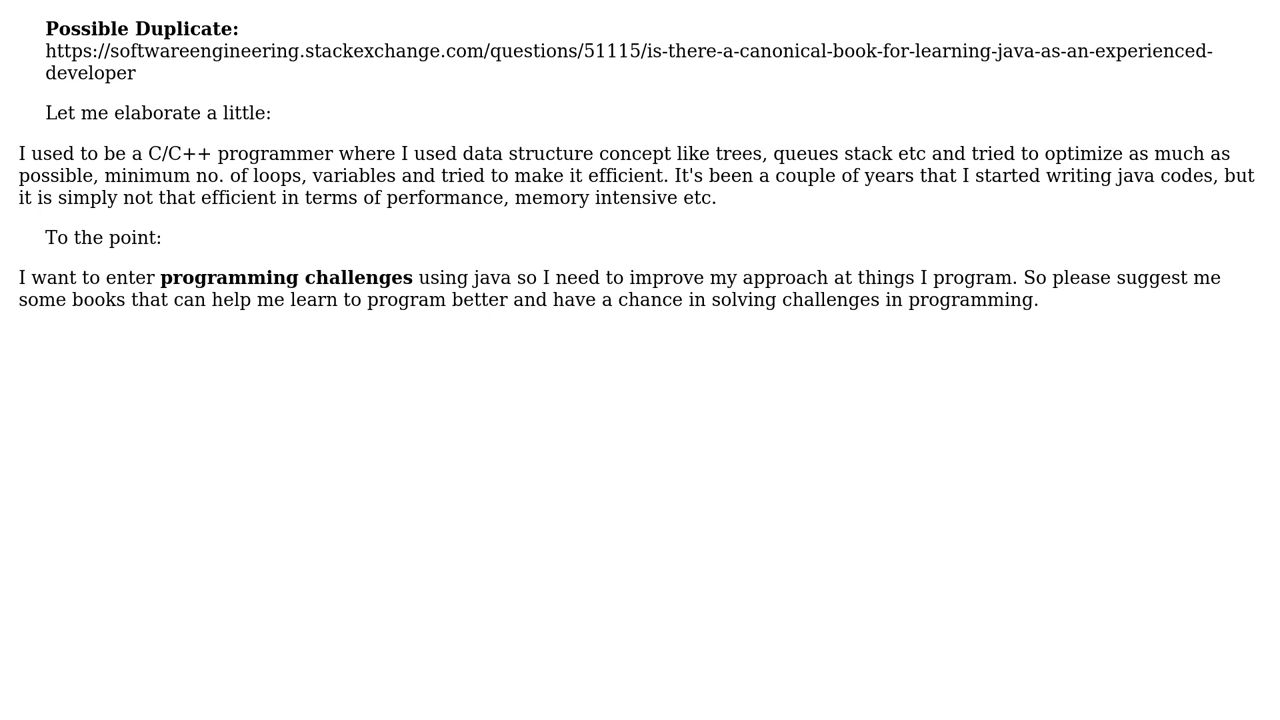 Possible Duplicate:
https://softwareengineering.stackexchange.com/questions/51115/is-there-a-canonical-book-for-learning-java-as-an-experienced-
developer
Let me elaborate a little:
I used to be a C/C++ programmer where I used data structure concept like trees, queues stack etc and tried to optimize as much as
possible, minimum no. of loops, variables and tried to make it efficient. It's been a couple of years that I started writing java codes, but
it is simply not that efficient in terms of performance, memory intensive etc.
To the point:
I want to enter programming challenges using java so I need to improve my approach at things I program. So please suggest me
some books that can help me learn to program better and have a chance in solving challenges in programming.